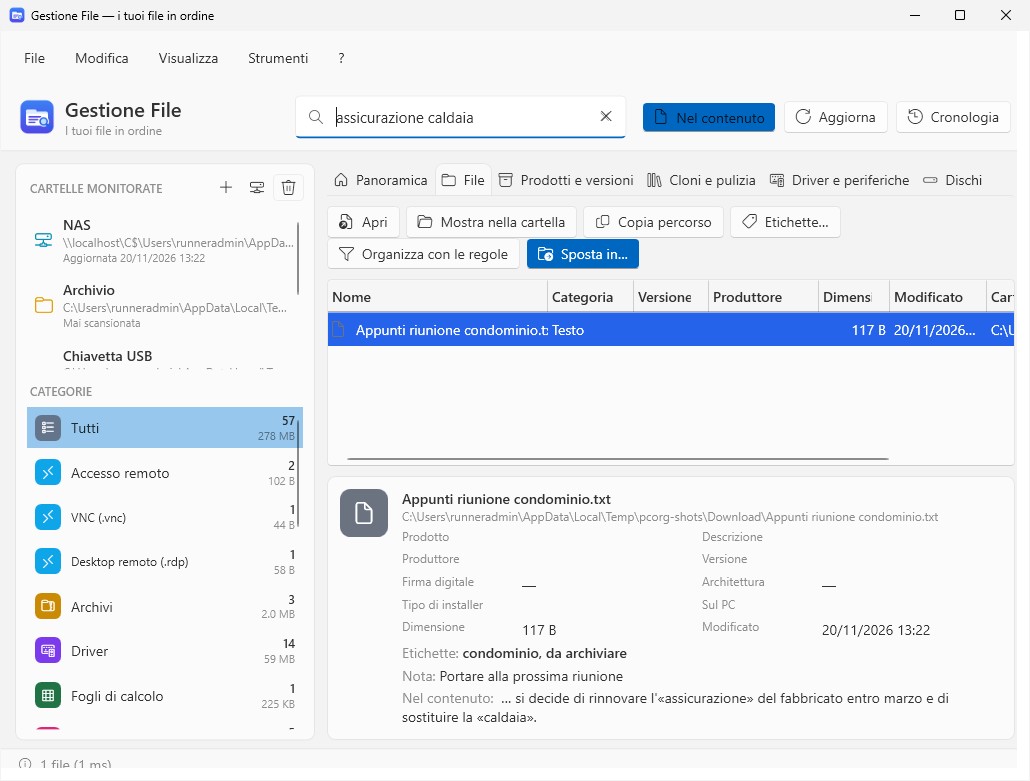 Gestione File — i tuoi file in ordine
File Modifica Visualizza Strumenti ?
Gestione File
I tuoi file in ordine
assicurazione caldaia
Nel contenuto
Aggiorna
Cronologia
CARTELLE MONITORATE
NAS
\\localhost\C$\Users\runneradmin\AppDa...
Aggiornata 20/11/2026 13:22
Archivio
C:\Users\runneradmin\AppData\Local\Te...
Mai scansionata
Chiavetta USB
CATEGORIE
Tutti 57
278 MB
Accesso remoto 2
102 B
VNC (.vnc) 1
44 B
Desktop remoto (.rdp) 1
58 B
Archivi 3
2.0 MB
Driver 14
59 MB
Fogli di calcolo 1
225 KB
Panoramica File Prodotti e versioni Cloni e pulizia Driver e periferiche Dischi
Apri Mostra nella cartella Copia percorso Etichette...
Organizza con le regole Sposta in...
Nome Categoria Versione Produttore Dimensi Modificato Car
Appunti riunione condominio.t Testo 117 B 20/11/2026... C:\U
Appunti riunione condominio.txt
C:\Users\runneradmin\AppData\Local\Temp\pcorg-shots\Download\Appunti riunione condominio.txt
Prodotto Descrizione
Produttore Versione
Firma digitale — Architettura —
Tipo di installer Sul PC
Dimensione 117 B Modificato 20/11/2026 13:22
Etichette: condominio, da archiviare
Nota: Portare alla prossima riunione
Nel contenuto: ... si decide di rinnovare l'«assicurazione» del fabbricato entro marzo e di
sostituire la «caldaia».
1 file (1 ms)